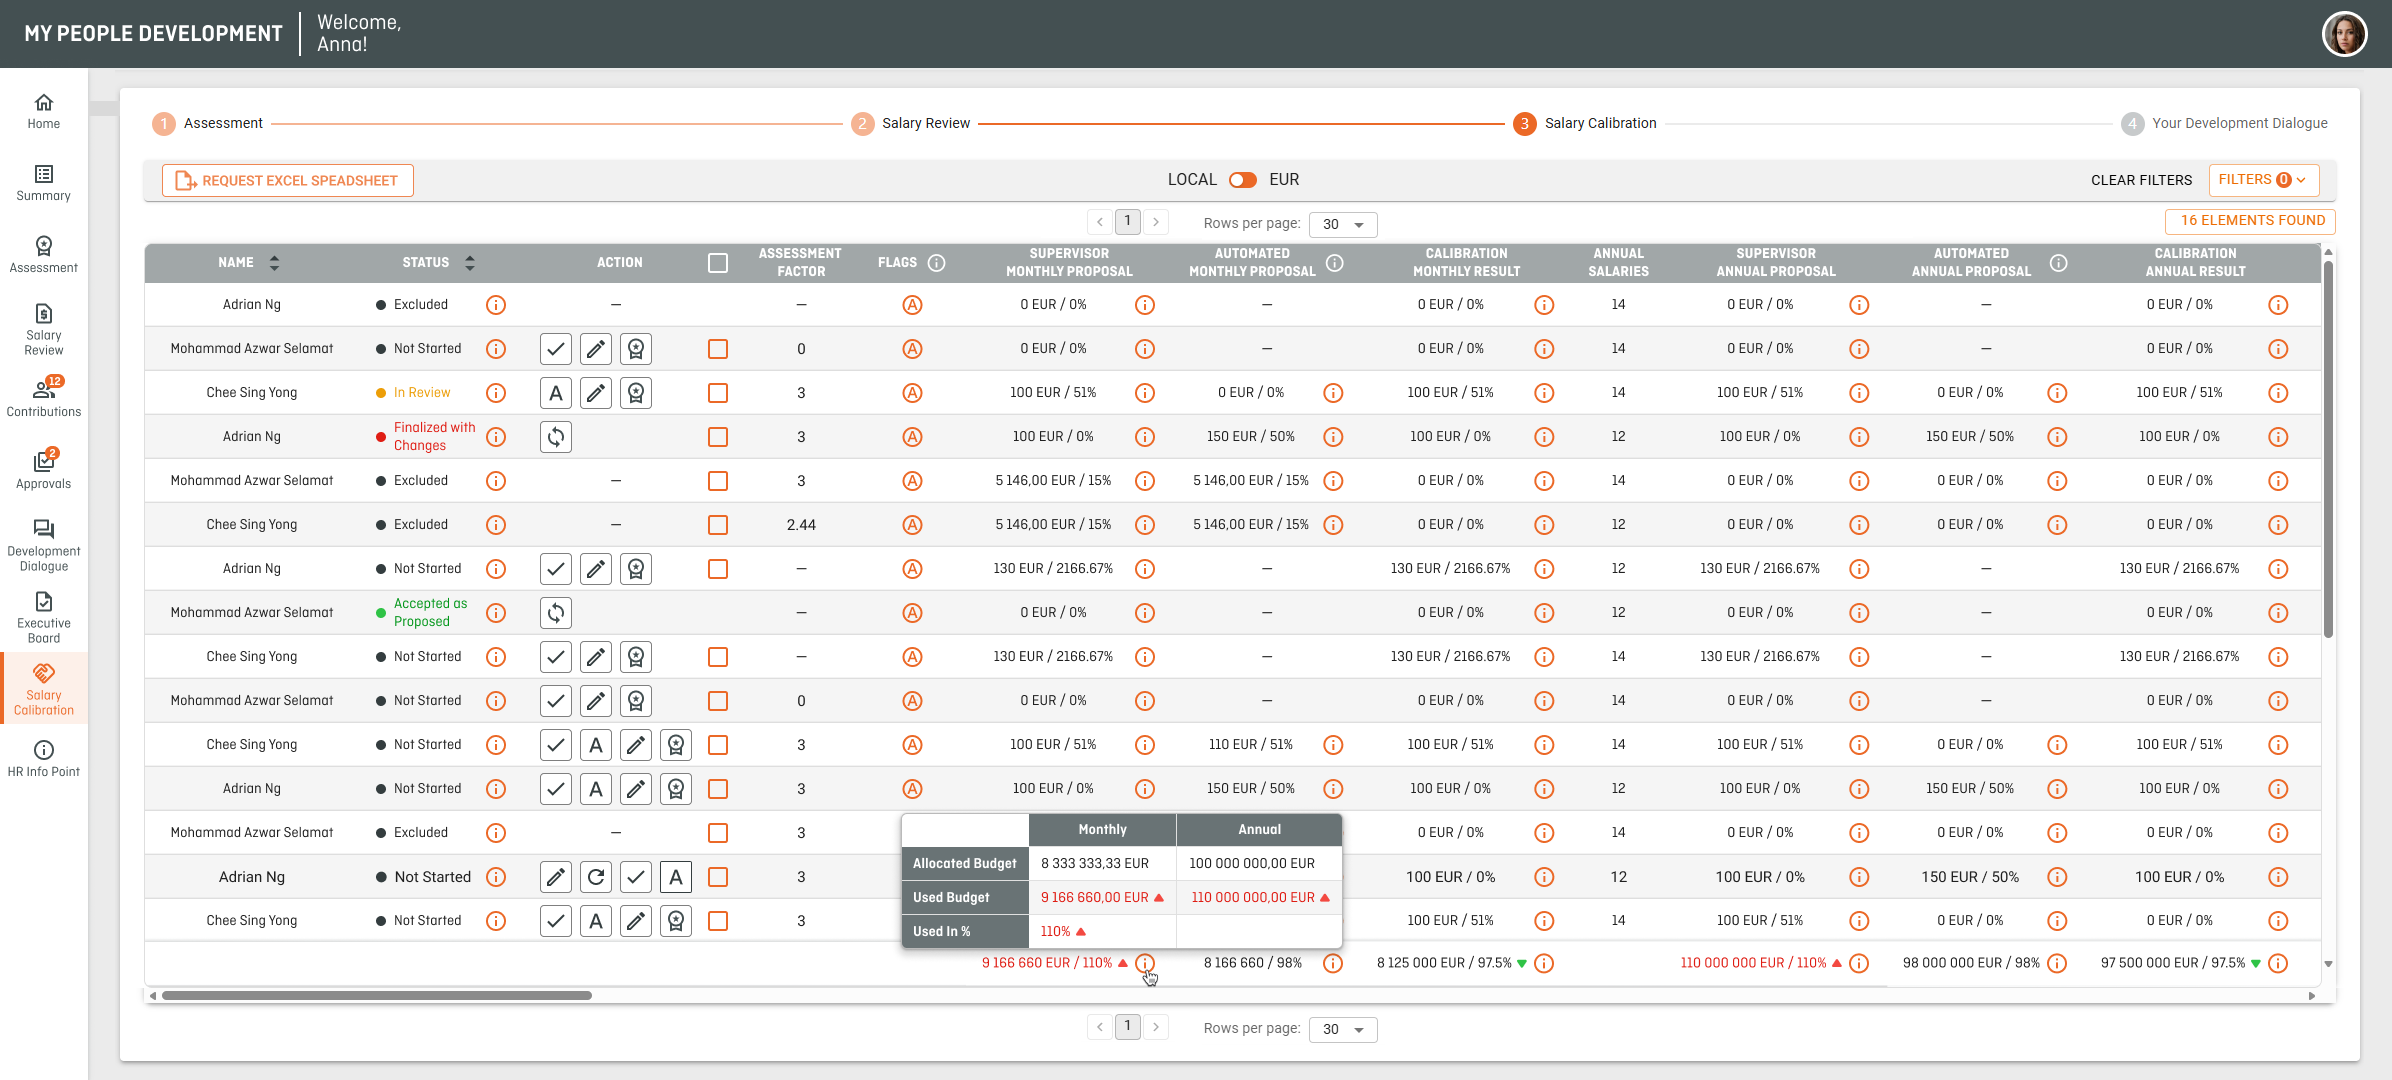 MY PEOPLE DEVELOPMENT
Welcome,
Anna!
Home
Summary
Assessment
Salary
Review
12
Contributions
2
Approvals
Development
Dialogue
Executive
Board
Salary
Calibration
HR Info Point
1 Assessment 2 Salary Review 3 Salary Calibration 4 Your Development Dialogue
REQUEST EXCEL SPEADSHEET LOCAL EUR CLEAR FILTERS FILTERS 0
1 Rows per page: 30 16 ELEMENTS FOUND
NAME STATUS ACTION ASSESSMENT FACTOR FLAGS SUPERVISOR MONTHLY PROPOSAL AUTOMATED MONTHLY PROPOSAL CALIBRATION MONTHLY RESULT ANNUAL SALARIES SUPERVISOR ANNUAL PROPOSAL AUTOMATED ANNUAL PROPOSAL CALIBRATION ANNUAL RESULT
Adrian Ng Excluded – – A 0 EUR / 0% – 0 EUR / 0% 14 0 EUR / 0% – 0 EUR / 0%
Mohammad Azwar Selamat Not Started 0 A 0 EUR / 0% – 0 EUR / 0% 14 0 EUR / 0% – 0 EUR / 0%
Chee Sing Yong In Review A 3 A 100 EUR / 51% 0 EUR / 0% 100 EUR / 51% 14 100 EUR / 51% 0 EUR / 0% 100 EUR / 51%
Adrian Ng Finalized with Changes 3 A 100 EUR / 0% 150 EUR / 50% 100 EUR / 0% 12 100 EUR / 0% 150 EUR / 50% 100 EUR / 0%
Mohammad Azwar Selamat Excluded – 3 A 5 146,00 EUR / 15% 5 146,00 EUR / 15% 0 EUR / 0% 14 0 EUR / 0% 0 EUR / 0% 0 EUR / 0%
Chee Sing Yong Excluded – 2.44 A 5 146,00 EUR / 15% 5 146,00 EUR / 15% 0 EUR / 0% 12 0 EUR / 0% 0 EUR / 0% 0 EUR / 0%
Adrian Ng Not Started – A 130 EUR / 2166.67% – 130 EUR / 2166.67% 12 130 EUR / 2166.67% – 130 EUR / 2166.67%
Mohammad Azwar Selamat Accepted as Proposed – A 0 EUR / 0% – 0 EUR / 0% 12 0 EUR / 0% – 0 EUR / 0%
Chee Sing Yong Not Started – A 130 EUR / 2166.67% – 130 EUR / 2166.67% 14 130 EUR / 2166.67% – 130 EUR / 2166.67%
Mohammad Azwar Selamat Not Started 0 A 0 EUR / 0% – 0 EUR / 0% 14 0 EUR / 0% – 0 EUR / 0%
Chee Sing Yong Not Started A 3 A 100 EUR / 51% 110 EUR / 51% 100 EUR / 51% 14 100 EUR / 51% 0 EUR / 0% 100 EUR / 51%
Adrian Ng Not Started A 3 A 100 EUR / 0% 150 EUR / 50% 100 EUR / 0% 12 100 EUR / 0% 150 EUR / 50% 100 EUR / 0%
Mohammad Azwar Selamat Excluded – 3 0 EUR / 0% 14 0 EUR / 0% 0 EUR / 0% 0 EUR / 0%
Adrian Ng Not Started A 3 100 EUR / 0% 12 100 EUR / 0% 150 EUR / 50% 100 EUR / 0%
Chee Sing Yong Not Started A 3 100 EUR / 51% 14 100 EUR / 51% 0 EUR / 0% 0 EUR / 0%
Monthly Annual
Allocated Budget 8 333 333,33 EUR 100 000 000,00 EUR
Used Budget 9 166 660,00 EUR 110 000 000,00 EUR
Used In % 110%
9 166 660 EUR / 110% 8 166 660 / 98% 8 125 000 EUR / 97.5% 110 000 000 EUR / 110% 98 000 000 EUR / 98% 97 500 000 EUR / 97.5%
1 Rows per page: 30